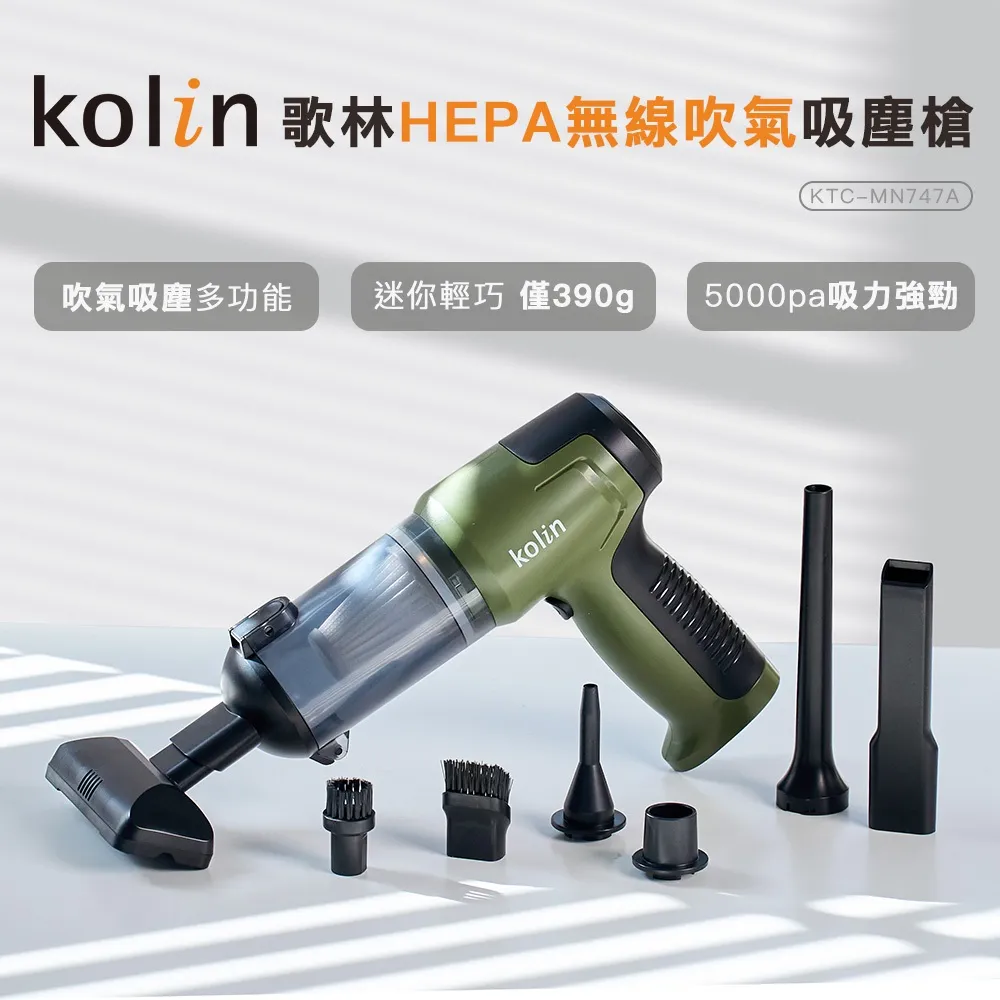 kolin 歌林HEPA無線吹氣吸塵槍
KTC-MN747A
吹氣吸塵多功能
迷你輕巧 僅390g
5000pa吸力強勁
kolin